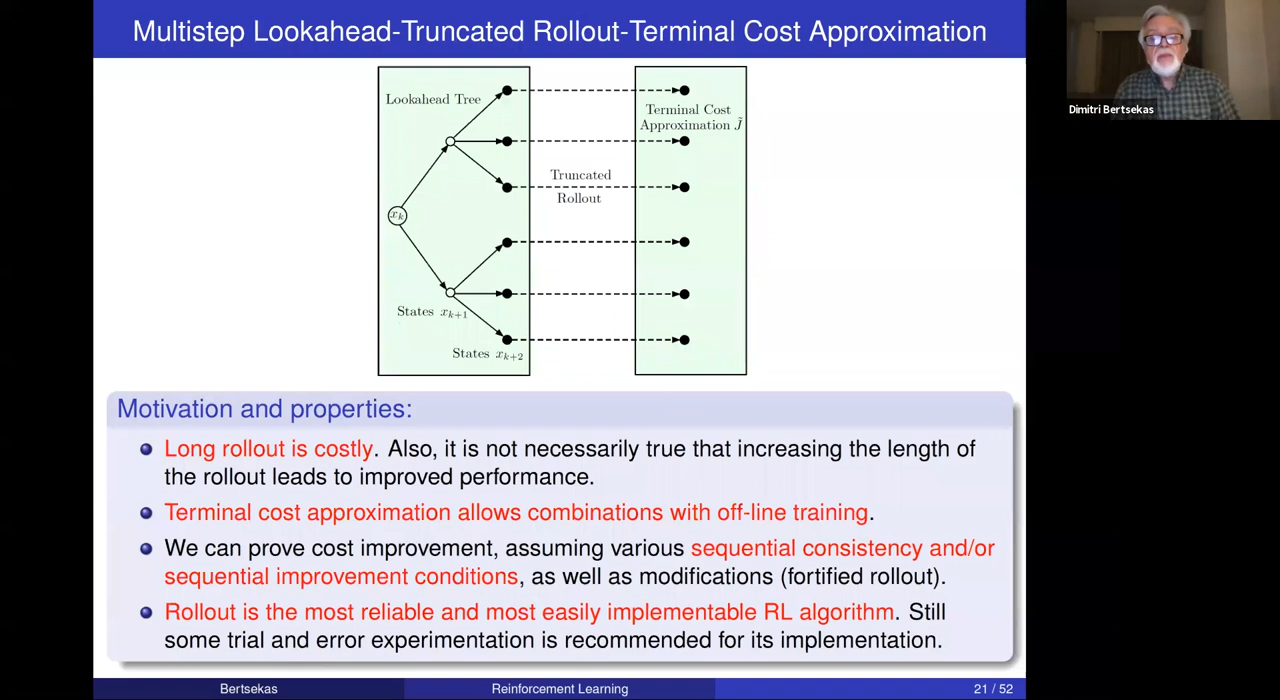 Multistep Lookahead-Truncated Rollout-Terminal Cost Approximation
Dimitri Bertsekas
Lookahead Tree
Terminal Cost
Approximation J̃
Truncated
Rollout
x_k
States x_{k+1}
States x_{k+2}
Motivation and properties:
Long rollout is costly. Also, it is not necessarily true that increasing the length of
the rollout leads to improved performance.
Terminal cost approximation allows combinations with off-line training.
We can prove cost improvement, assuming various sequential consistency and/or
sequential improvement conditions, as well as modifications (fortified rollout).
Rollout is the most reliable and most easily implementable RL algorithm. Still
some trial and error experimentation is recommended for its implementation.
Bertsekas
Reinforcement Learning
21 / 52